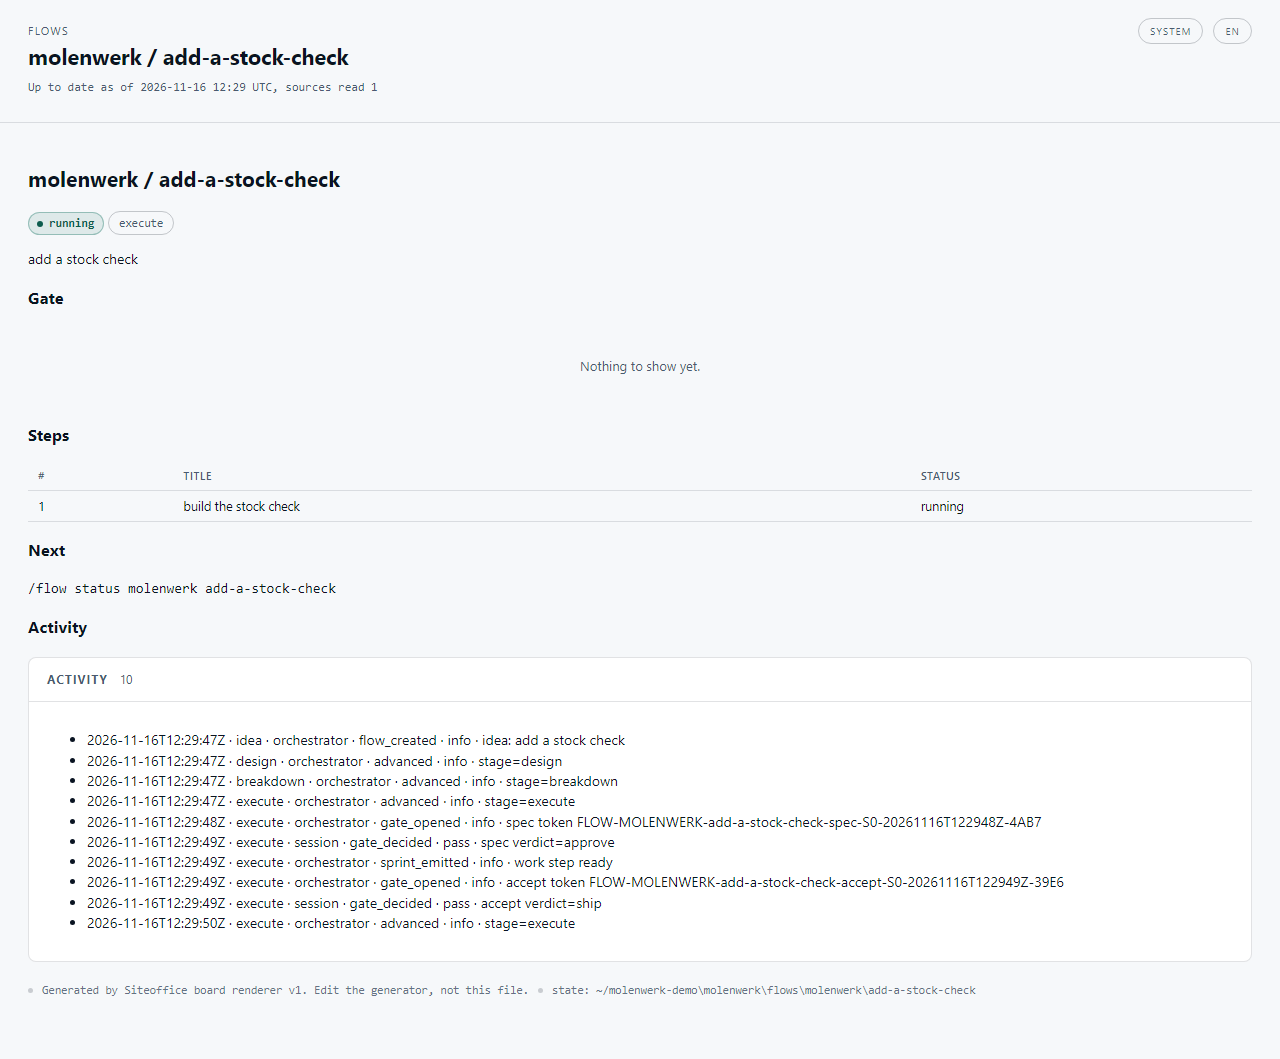 FLOWS
molenwerk / add-a-stock-check
Up to date as of 2026-11-16 12:29 UTC, sources read 1
SYSTEM
EN
molenwerk / add-a-stock-check
running
execute
add a stock check
Gate
Nothing to show yet.
Steps
# TITLE STATUS
1 build the stock check running
Next
/flow status molenwerk add-a-stock-check
Activity
ACTIVITY 10
• 2026-11-16T12:29:47Z · idea · orchestrator · flow_created · info · idea: add a stock check
• 2026-11-16T12:29:47Z · design · orchestrator · advanced · info · stage=design
• 2026-11-16T12:29:47Z · breakdown · orchestrator · advanced · info · stage=breakdown
• 2026-11-16T12:29:47Z · execute · orchestrator · advanced · info · stage=execute
• 2026-11-16T12:29:48Z · execute · orchestrator · gate_opened · info · spec token FLOW-MOLENWERK-add-a-stock-check-spec-S0-20261116T122948Z-4AB7
• 2026-11-16T12:29:49Z · execute · session · gate_decided · pass · spec verdict=approve
• 2026-11-16T12:29:49Z · execute · orchestrator · sprint_emitted · info · work step ready
• 2026-11-16T12:29:49Z · execute · orchestrator · gate_opened · info · accept token FLOW-MOLENWERK-add-a-stock-check-accept-S0-20261116T122949Z-39E6
• 2026-11-16T12:29:49Z · execute · session · gate_decided · pass · accept verdict=ship
• 2026-11-16T12:29:50Z · execute · orchestrator · advanced · info · stage=execute
Generated by Siteoffice board renderer v1. Edit the generator, not this file. state: ~/molenwerk-demo\molenwerk\flows\molenwerk\add-a-stock-check